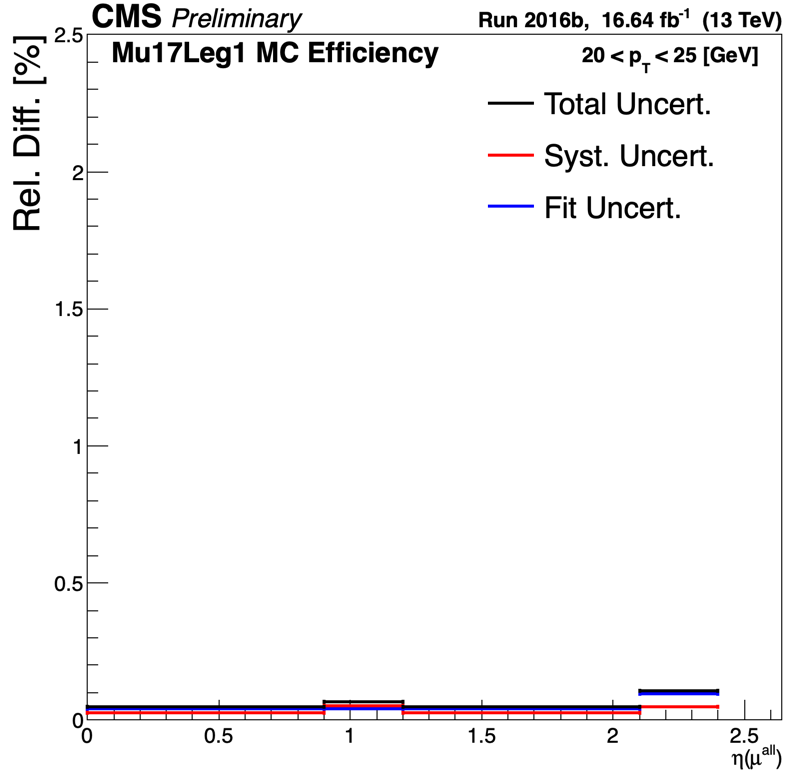 CMS Preliminary Run 2016b, 16.64 fb⁻¹ (13 TeV)
Mu17Leg1 MC Efficiency 20 < p_T < 25 [GeV]
Total Uncert.
Syst. Uncert.
Fit Uncert.
Rel. Diff. [%]
2.5
2
1.5
1
0.5
0
0 0.5 1 1.5 2 2.5
η(μ^all)